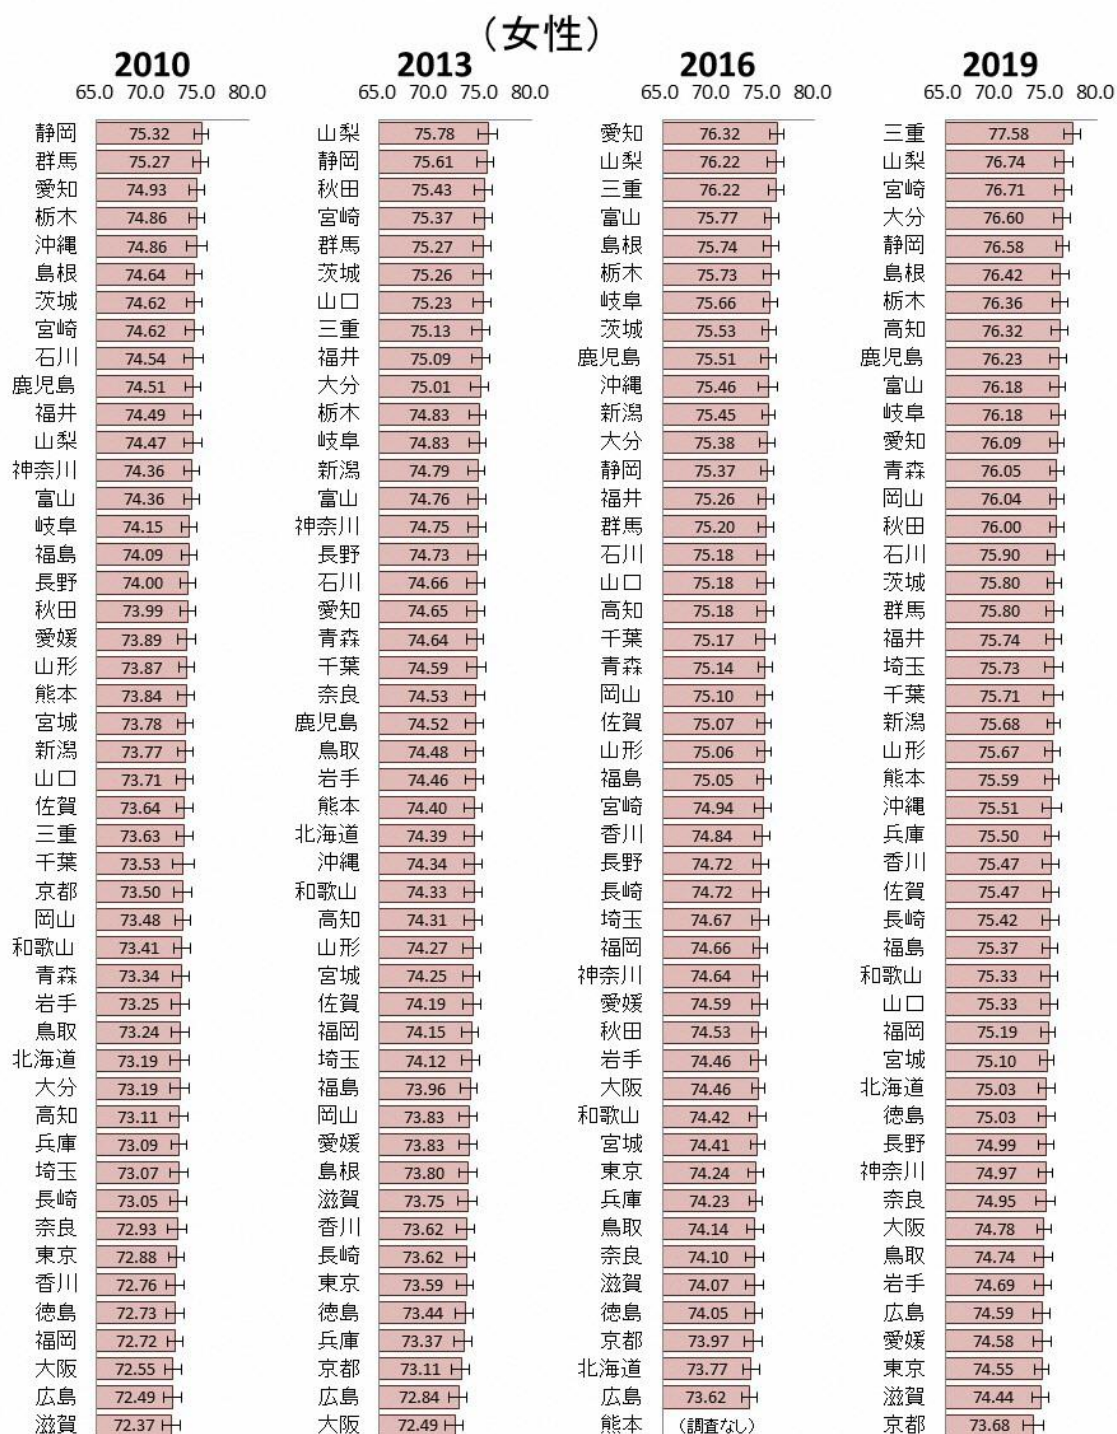 （女性）
2010 2013 2016 2019
65.0 70.0 75.0 80.0 65.0 70.0 75.0 80.0 65.0 70.0 75.0 80.0 65.0 70.0 75.0 80.0
静岡 75.32 山梨 75.78 愛知 76.32 三重 77.58
群馬 75.27 静岡 75.61 山梨 76.22 山梨 76.74
愛知 74.93 秋田 75.43 三重 76.22 宮崎 76.71
栃木 74.86 宮崎 75.37 富山 75.77 大分 76.60
沖縄 74.86 群馬 75.27 島根 75.74 静岡 76.58
島根 74.64 茨城 75.26 栃木 75.73 島根 76.42
茨城 74.62 山口 75.23 岐阜 75.66 栃木 76.36
宮崎 74.62 三重 75.13 茨城 75.53 高知 76.32
石川 74.54 福井 75.09 鹿児島 75.51 鹿児島 76.23
鹿児島 74.51 大分 75.01 沖縄 75.46 富山 76.18
福井 74.49 栃木 74.83 新潟 75.45 岐阜 76.18
山梨 74.47 岐阜 74.83 大分 75.38 愛知 76.09
神奈川 74.36 新潟 74.79 静岡 75.37 青森 76.05
富山 74.36 富山 74.76 福井 75.26 岡山 76.04
岐阜 74.15 神奈川 74.75 群馬 75.20 秋田 76.00
福島 74.09 長野 74.73 石川 75.18 石川 75.90
長野 74.00 石川 74.66 山口 75.18 茨城 75.80
秋田 73.99 愛知 74.65 高知 75.18 群馬 75.80
愛媛 73.89 青森 74.64 千葉 75.17 福井 75.74
山形 73.87 千葉 74.59 青森 75.14 埼玉 75.73
熊本 73.84 奈良 74.53 岡山 75.10 千葉 75.71
宮城 73.78 鹿児島 74.52 佐賀 75.07 新潟 75.68
新潟 73.77 鳥取 74.48 山形 75.06 山形 75.67
山口 73.71 岩手 74.46 福島 75.05 熊本 75.59
佐賀 73.64 熊本 74.40 宮崎 74.94 沖縄 75.51
三重 73.63 北海道 74.39 香川 74.84 兵庫 75.50
千葉 73.53 沖縄 74.34 長野 74.72 香川 75.47
京都 73.50 和歌山 74.33 長崎 74.72 佐賀 75.47
岡山 73.48 高知 74.31 埼玉 74.67 長崎 75.42
和歌山 73.41 山形 74.27 福岡 74.66 福島 75.37
青森 73.34 宮城 74.25 神奈川 74.64 和歌山 75.33
岩手 73.25 佐賀 74.19 愛媛 74.59 山口 75.33
鳥取 73.24 福岡 74.15 秋田 74.53 福岡 75.19
北海道 73.19 埼玉 74.12 岩手 74.46 宮城 75.10
大分 73.19 福島 73.96 大阪 74.46 北海道 75.03
高知 73.11 岡山 73.83 和歌山 74.42 徳島 75.03
兵庫 73.09 愛媛 73.83 宮城 74.41 長野 74.99
埼玉 73.07 島根 73.80 東京 74.24 神奈川 74.97
長崎 73.05 滋賀 73.75 兵庫 74.23 奈良 74.95
奈良 72.93 香川 73.62 鳥取 74.14 大阪 74.78
東京 72.88 長崎 73.62 奈良 74.10 鳥取 74.74
香川 72.76 東京 73.59 滋賀 74.07 岩手 74.69
徳島 72.73 徳島 73.44 徳島 74.05 広島 74.59
福岡 72.72 兵庫 73.37 京都 73.97 愛媛 74.58
大阪 72.55 京都 73.11 北海道 73.77 東京 74.55
広島 72.49 広島 72.84 広島 73.62 滋賀 74.44
滋賀 72.37 大阪 72.49 熊本 （調査なし） 京都 73.68